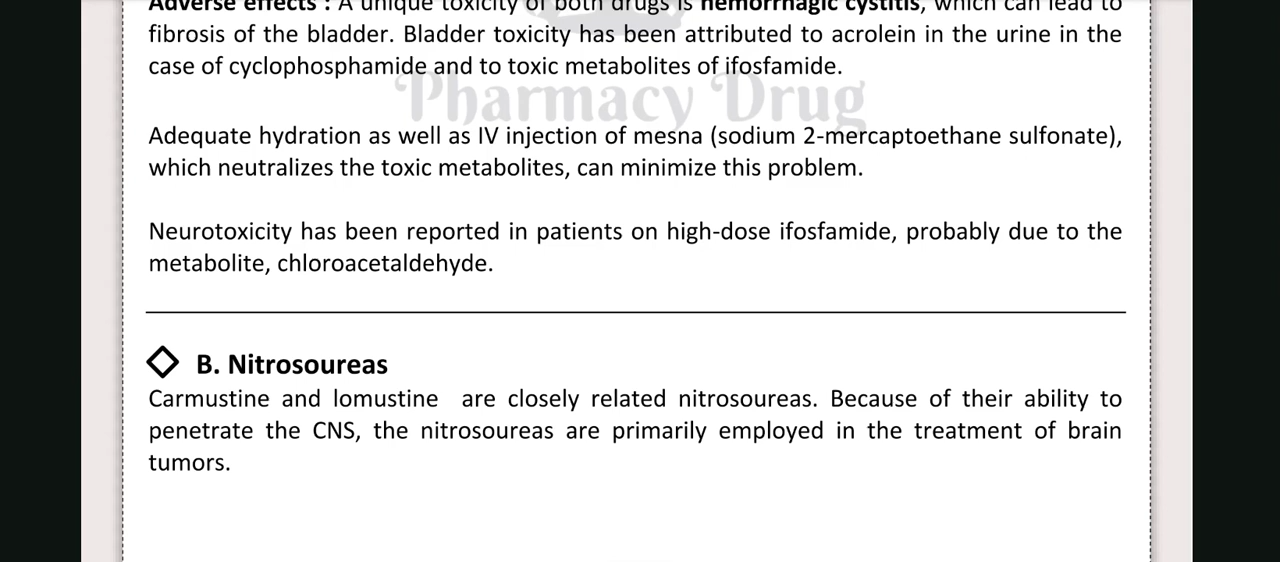 Adverse effects : A unique toxicity of both drugs is hemorrhagic cystitis, which can lead to
fibrosis of the bladder. Bladder toxicity has been attributed to acrolein in the urine in the
case of cyclophosphamide and to toxic metabolites of ifosfamide.
Pharmacy Drug
Adequate hydration as well as IV injection of mesna (sodium 2-mercaptoethane sulfonate),
which neutralizes the toxic metabolites, can minimize this problem.
Neurotoxicity has been reported in patients on high-dose ifosfamide, probably due to the
metabolite, chloroacetaldehyde.
B. Nitrosoureas
Carmustine and lomustine are closely related nitrosoureas. Because of their ability to
penetrate the CNS, the nitrosoureas are primarily employed in the treatment of brain
tumors.